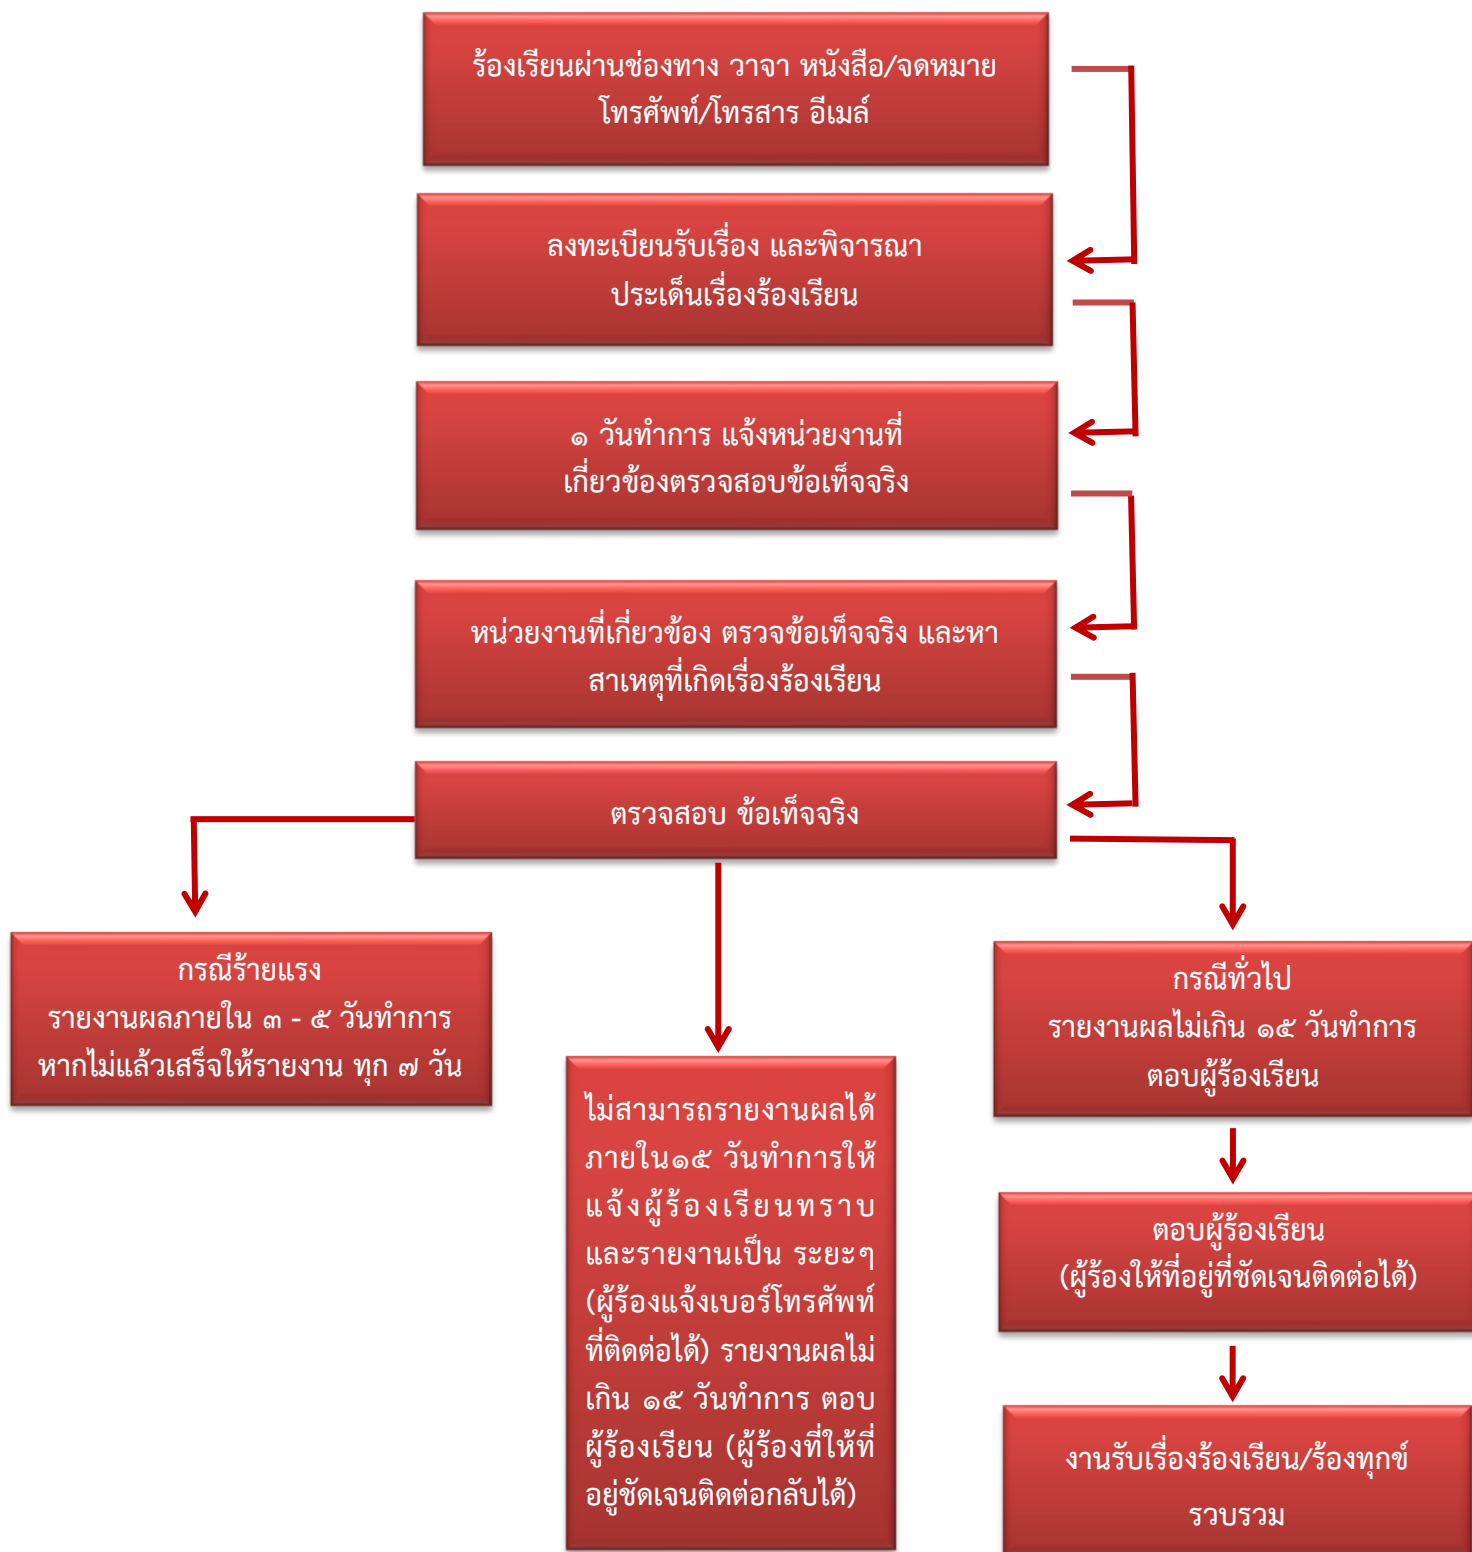 ร้องเรียนผ่านช่องทาง วาจา หนังสือ/จดหมาย
โทรศัพท์/โทรสาร อีเมล์
ลงทะเบียนรับเรื่อง และพิจารณา
ประเด็นเรื่องร้องเรียน
๑ วันทำการ แจ้งหน่วยงานที่
เกี่ยวข้องตรวจสอบข้อเท็จจริง
หน่วยงานที่เกี่ยวข้อง ตรวจข้อเท็จจริง และหา
สาเหตุที่เกิดเรื่องร้องเรียน
ตรวจสอบ ข้อเท็จจริง
กรณีร้ายแรง
รายงานผลภายใน ๓ - ๕ วันทำการ
หากไม่แล้วเสร็จให้รายงาน ทุก ๗ วัน
ไม่สามารถรายงานผลได้
ภายใน๑๕ วันทำการให้
แจ้งผู้ร้องเรียนทราบ
และรายงานเป็น ระยะๆ
(ผู้ร้องแจ้งเบอร์โทรศัพท์
ที่ติดต่อได้) รายงานผลไม่
เกิน ๑๕ วันทำการ ตอบ
ผู้ร้องเรียน (ผู้ร้องที่ให้ที่
อยู่ชัดเจนติดต่อกลับได้)
กรณีทั่วไป
รายงานผลไม่เกิน ๑๕ วันทำการ
ตอบผู้ร้องเรียน
ตอบผู้ร้องเรียน
(ผู้ร้องให้ที่อยู่ที่ชัดเจนติดต่อได้)
งานรับเรื่องร้องเรียน/ร้องทุกข์
รวบรวม